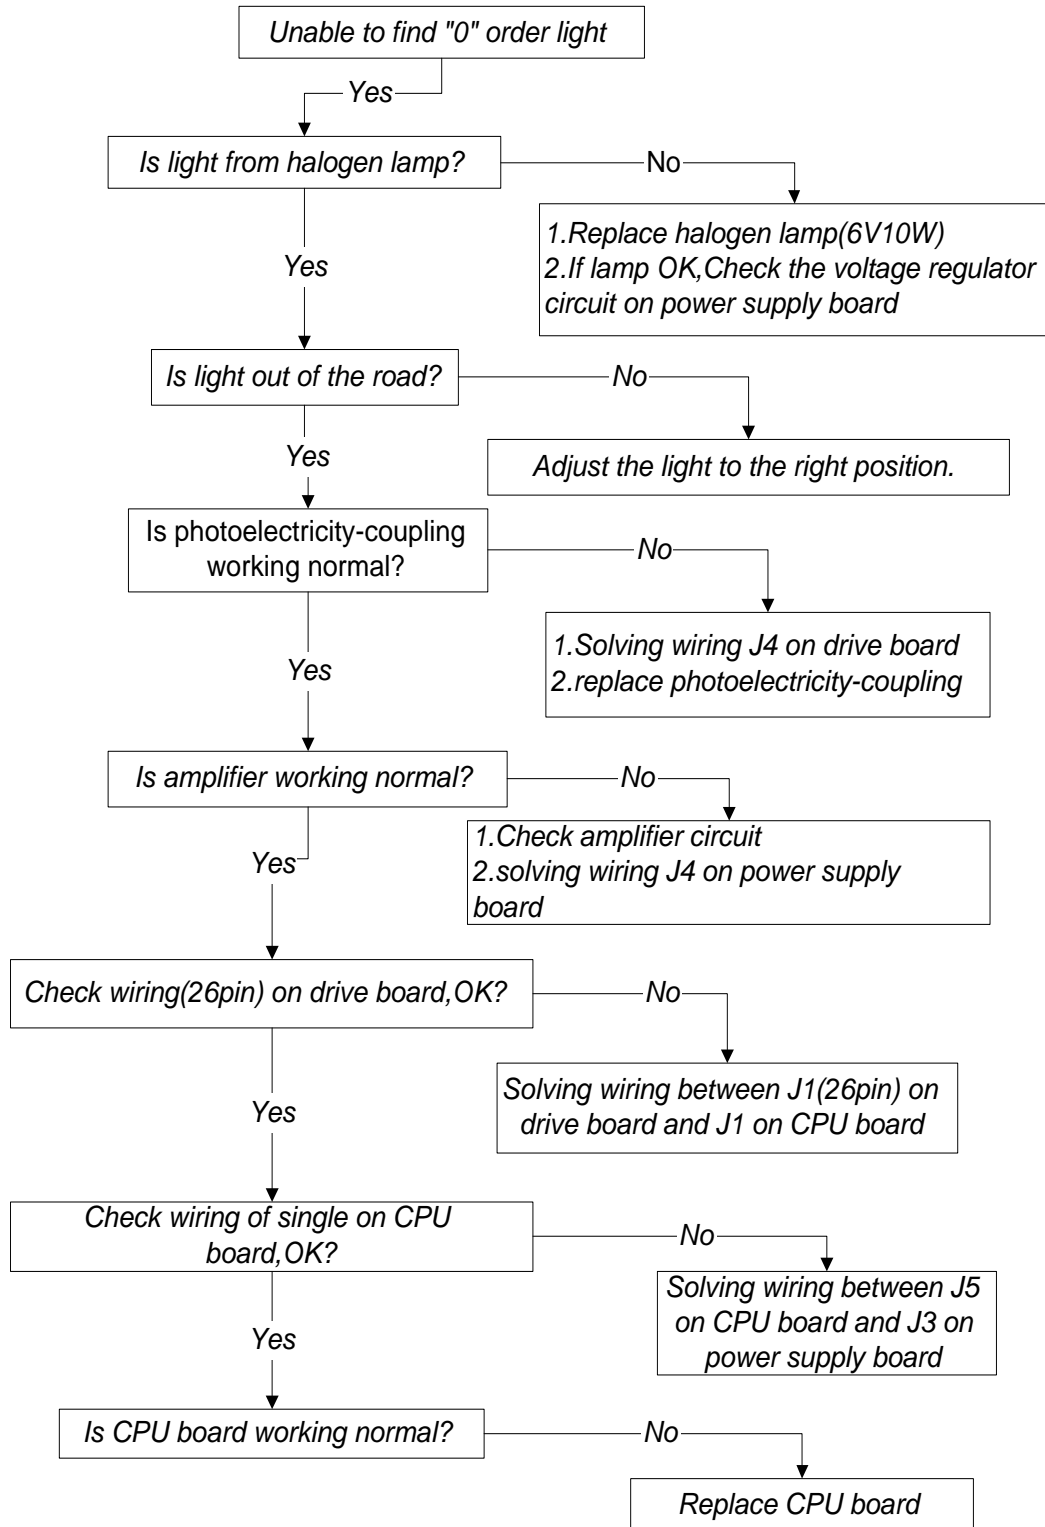 Unable to find "0" order light
Yes
Is light from halogen lamp?
No
1.Replace halogen lamp(6V10W)
2.If lamp OK,Check the voltage regulator
circuit on power supply board
Yes
Is light out of the road?
No
Adjust the light to the right position.
Yes
Is photoelectricity-coupling
working normal?
No
1.Solving wiring J4 on drive board
2.replace photoelectricity-coupling
Yes
Is amplifier working normal?
No
1.Check amplifier circuit
2.solving wiring J4 on power supply
board
Yes
Check wiring(26pin) on drive board,OK?
No
Solving wiring between J1(26pin) on
drive board and J1 on CPU board
Yes
Check wiring of single on CPU
board,OK?
No
Solving wiring between J5
on CPU board and J3 on
power supply board
Yes
Is CPU board working normal?
No
Replace CPU board